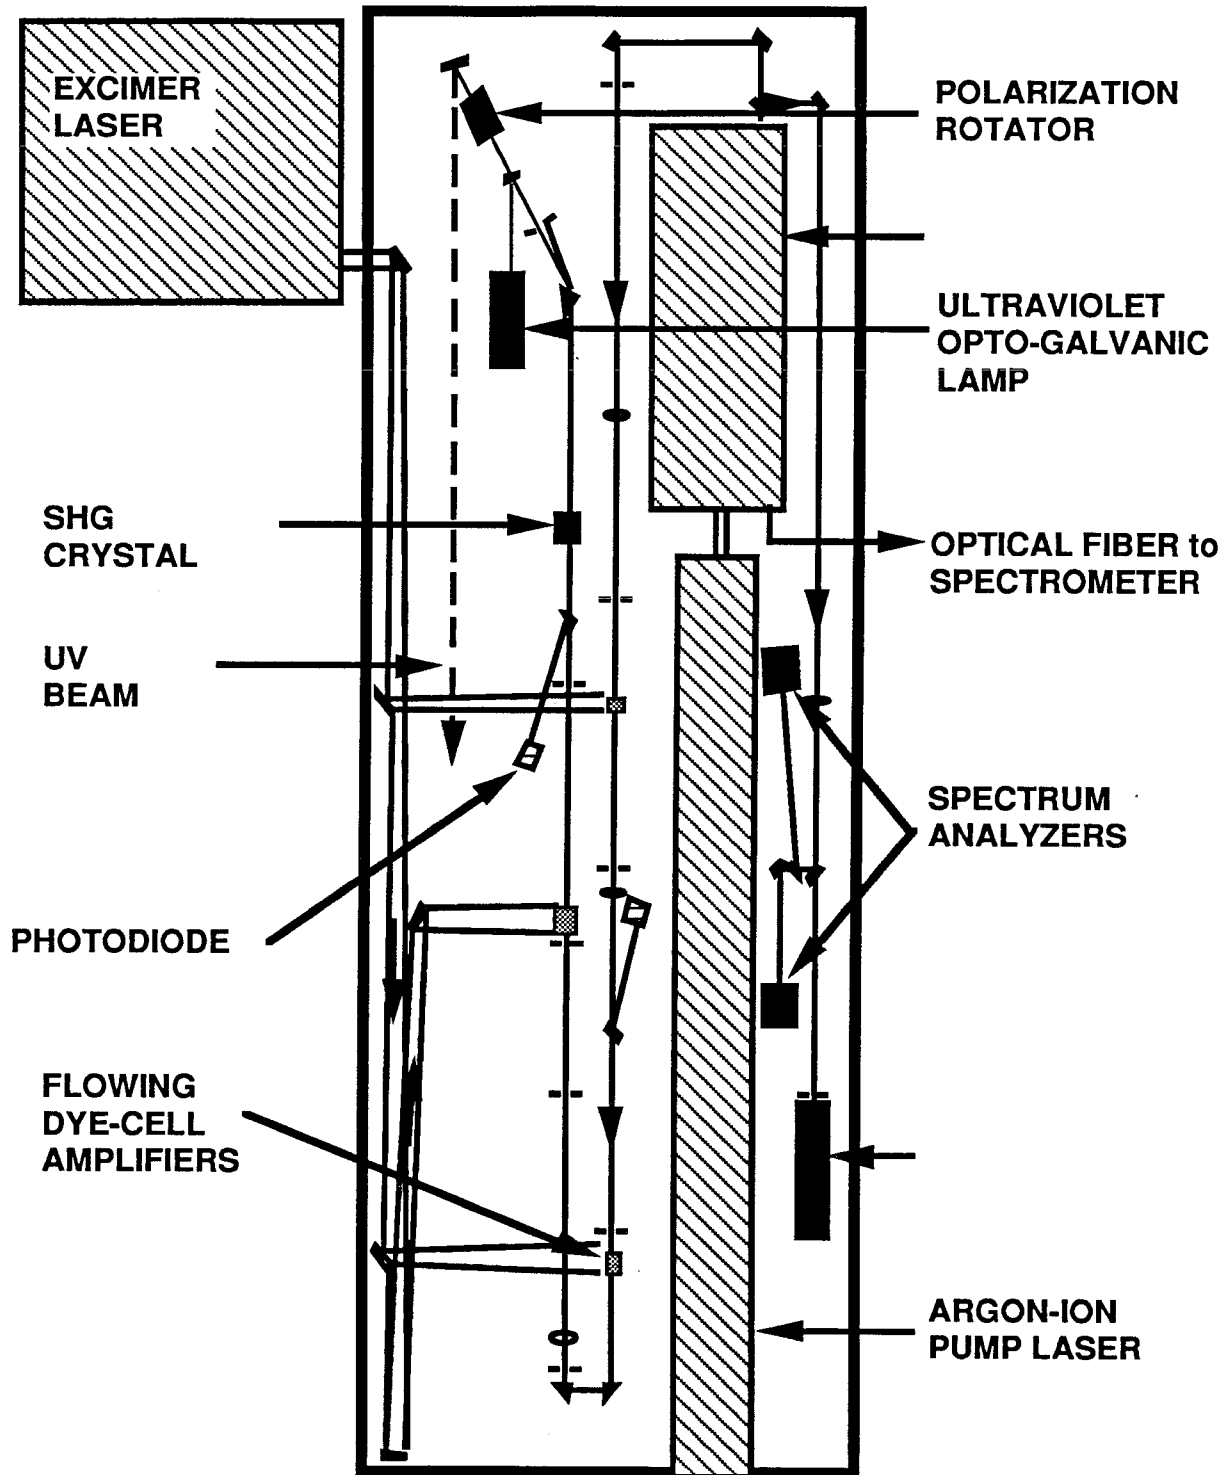 EXCIMER
LASER
POLARIZATION
ROTATOR
ULTRAVIOLET
OPTO-GALVANIC
LAMP
SHG
CRYSTAL
OPTICAL FIBER to
SPECTROMETER
UV
BEAM
SPECTRUM
ANALYZERS
PHOTODIODE
FLOWING
DYE-CELL
AMPLIFIERS
ARGON-ION
PUMP LASER